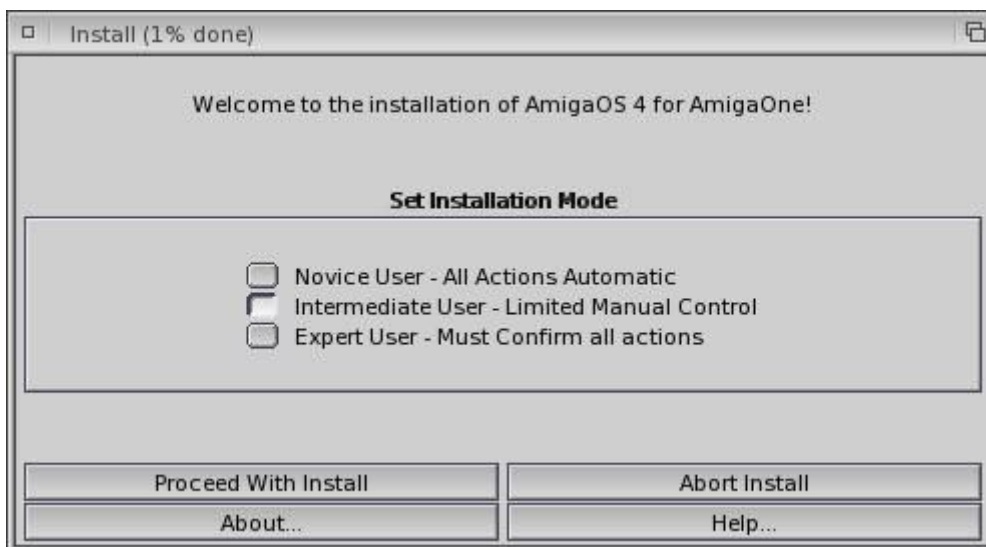 Install (1% done)
Welcome to the installation of AmigaOS 4 for AmigaOne!
Set Installation Mode
Novice User - All Actions Automatic
Intermediate User - Limited Manual Control
Expert User - Must Confirm all actions
Proceed With Install
Abort Install
About...
Help...